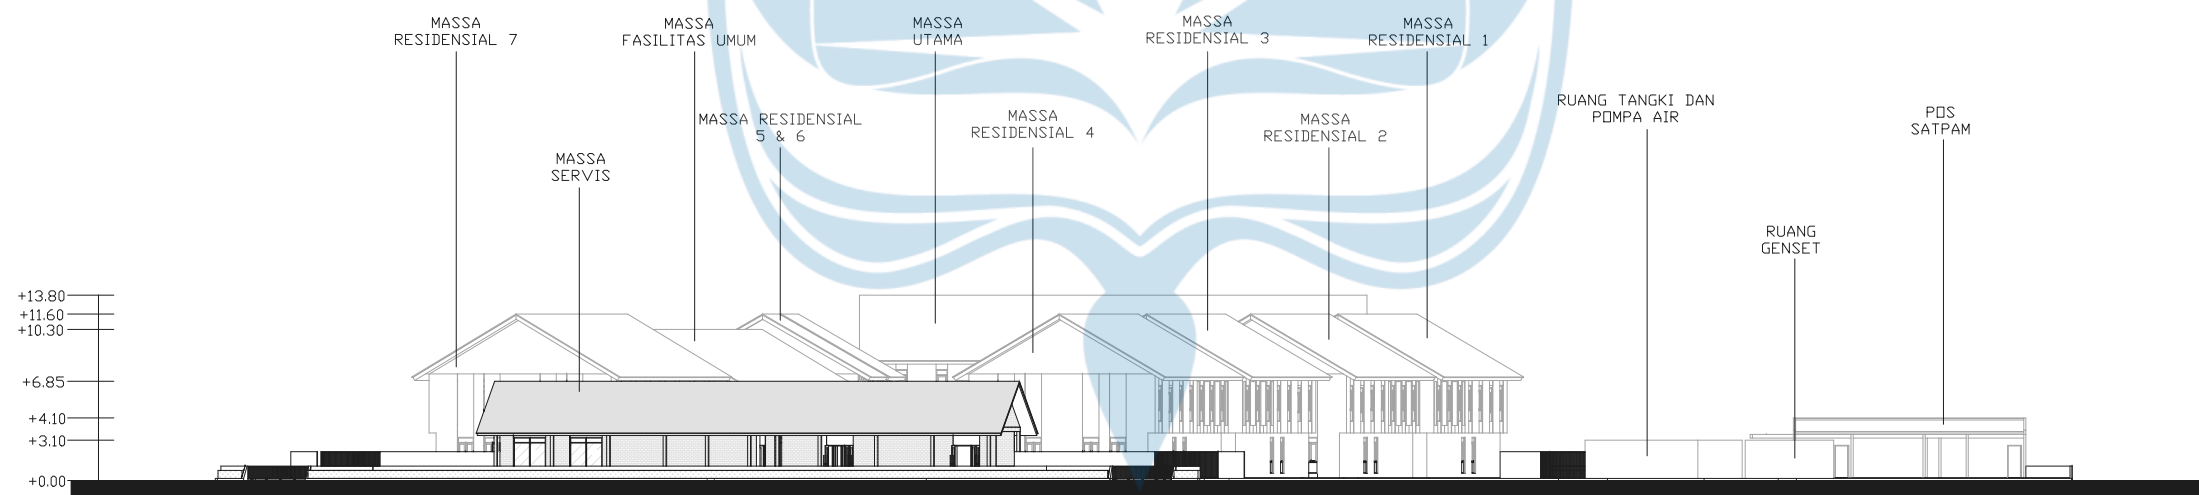 MASSA
RESIDENSIAL 7
MASSA
FASILITAS UMUM
MASSA
UTAMA
MASSA
RESIDENSIAL 3
MASSA
RESIDENSIAL 1
MASSA RESIDENSIAL
5 & 6
MASSA
RESIDENSIAL 4
MASSA
RESIDENSIAL 2
RUANG TANGKI DAN
POMPA AIR
POS
SATPAM
MASSA
SERVIS
RUANG
GENSET
+13.80
+11.60
+10.30
+6.85
+4.10
+3.10
+0.00